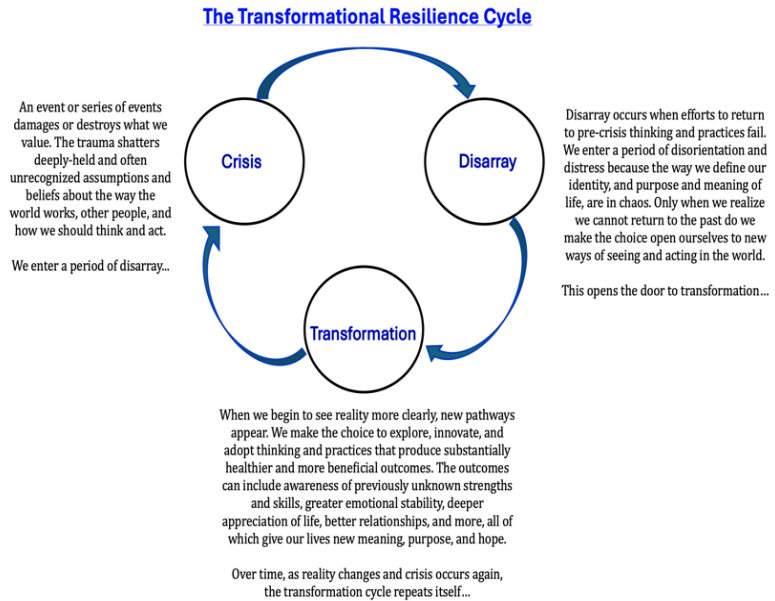 The Transformational Resilience Cycle
An event or series of events
damages or destroys what we
value. The trauma shatters
deeply-held and often
unrecognized assumptions and
beliefs about the way the
world works, other people, and
how we should think and act.
We enter a period of disarray...
Crisis
Disarray
Disarray occurs when efforts to return
to pre-crisis thinking and practices fail.
We enter a period of disorientation and
distress because the way we define our
identity, and purpose and meaning of
life, are in chaos. Only when we realize
we cannot return to the past do we
make the choice open ourselves to new
ways of seeing and acting in the world.
This opens the door to transformation...
Transformation
When we begin to see reality more clearly, new pathways
appear. We make the choice to explore, innovate, and
adopt thinking and practices that produce substantially
healthier and more beneficial outcomes. The outcomes
can include awareness of previously unknown strengths
and skills, greater emotional stability, deeper
appreciation of life, better relationships, and more, all of
which give our lives new meaning, purpose, and hope.
Over time, as reality changes and crisis occurs again,
the transformation cycle repeats itself...